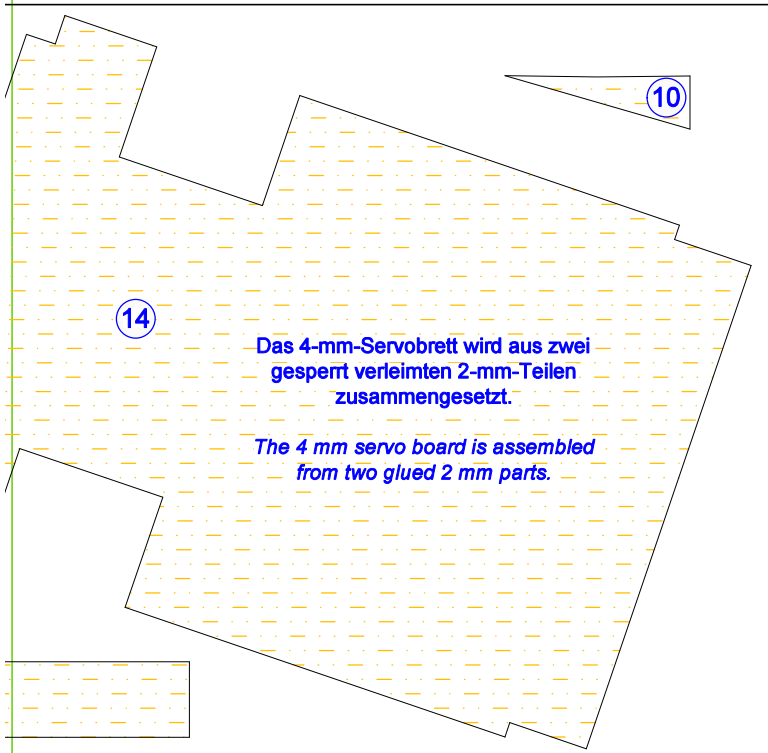 10
14
Das 4-mm-Servobrett wird aus zwei
gesperrt verleimten 2-mm-Teilen
zusammengesetzt.
The 4 mm servo board is assembled
from two glued 2 mm parts.